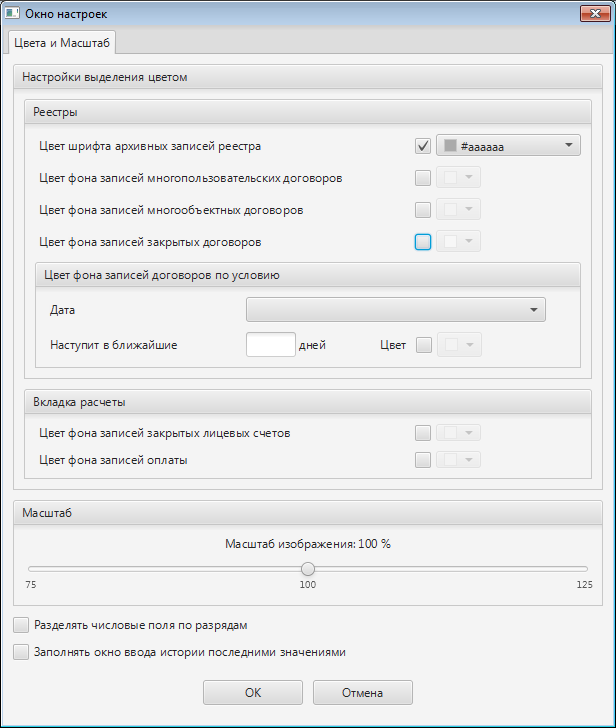 Окно настроек
Цвета и Масштаб
Настройки выделения цветом
Реестры
Цвет шрифта архивных записей реестра #aaaaaa
Цвет фона записей многопользовательских договоров
Цвет фона записей многообъектных договоров
Цвет фона записей закрытых договоров
Цвет фона записей договоров по условию
Дата
Наступит в ближайшие дней Цвет
Вкладка расчеты
Цвет фона записей закрытых лицевых счетов
Цвет фона записей оплаты
Масштаб
Масштаб изображения: 100 %
75 100 125
Разделять числовые поля по разрядам
Заполнять окно ввода истории последними значениями
ОК Отмена